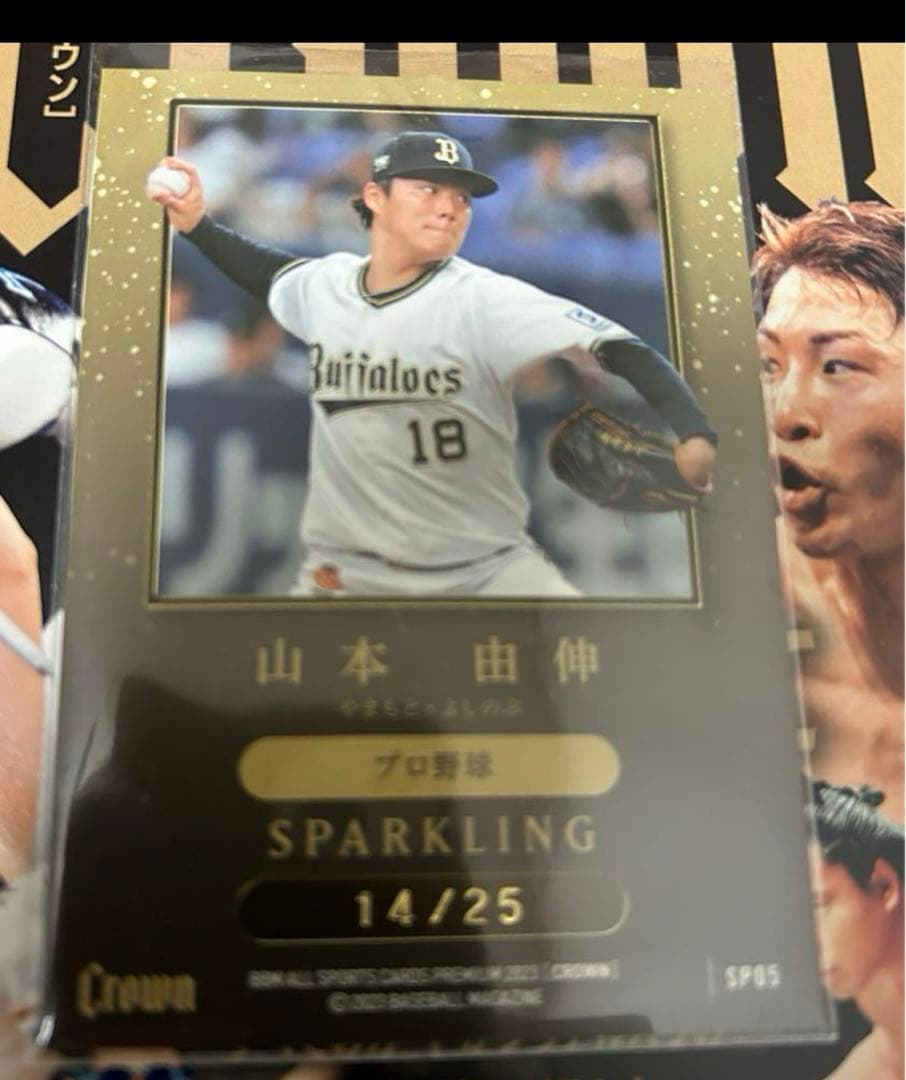 ウン】
B
Buffaloes
18
山本 由伸
やまもと・よしのぶ
プロ野球
SPARKLING
14/25
BBM ALL SPORTS CARDS PREMIUM 2023 [CROWN]
© 2023 BASEBALL MAGAZINE
Crown
SP05